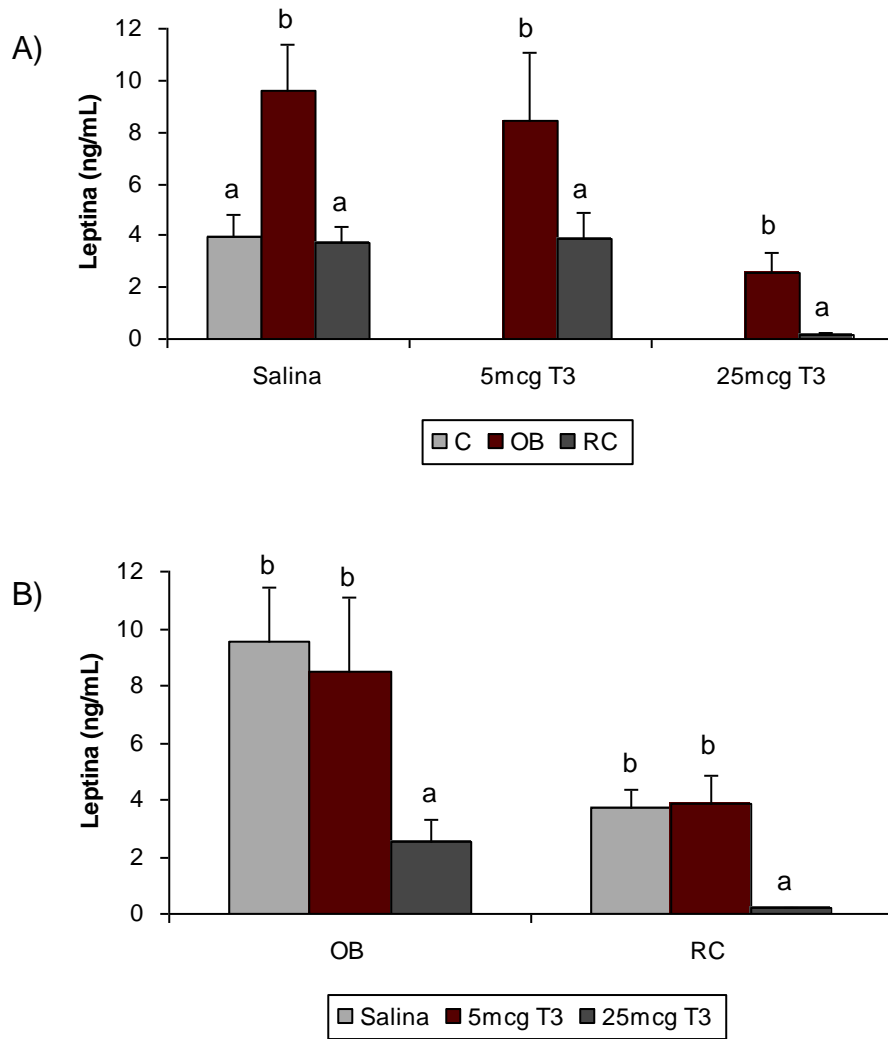 A)
Leptina (ng/mL)
12
10
8
6
4
2
0
b
a
a
b
a
b
a
Salina 5mcg T3 25mcg T3
C OB RC
B)
Leptina (ng/mL)
12
10
8
6
4
2
0
b
b
a
b
b
a
OB RC
Salina 5mcg T3 25mcg T3